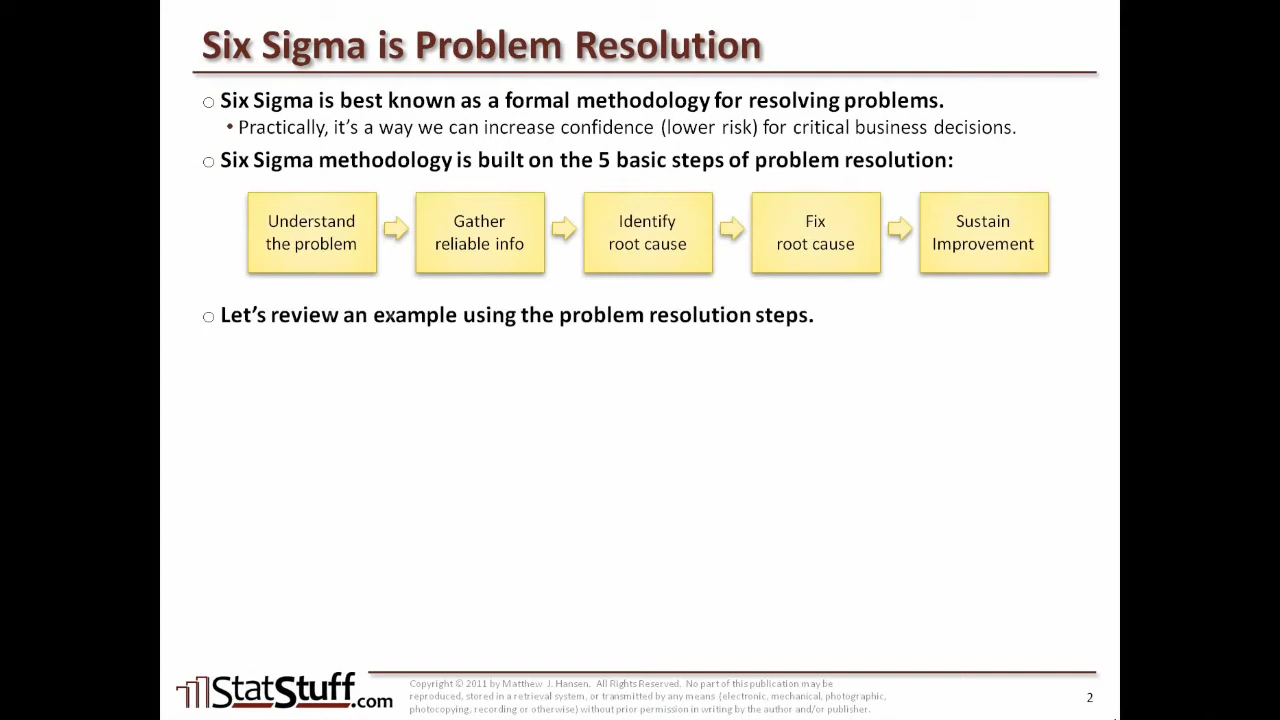 Six Sigma is Problem Resolution
Six Sigma is best known as a formal methodology for resolving problems.
Practically, it's a way we can increase confidence (lower risk) for critical business decisions.
Six Sigma methodology is built on the 5 basic steps of problem resolution:
Understand
the problem
Gather
reliable info
Identify
root cause
Fix
root cause
Sustain
Improvement
Let's review an example using the problem resolution steps.
StatStuff.com
Copyright © 2011 by Matthew J. Hansen. All Rights Reserved. No part of this publication may be
reproduced, stored in a retrieval system, or transmitted by any means (electronic, mechanical, photographic,
photocopying, recording or otherwise) without prior permission in writing by the author and/or publisher.
2